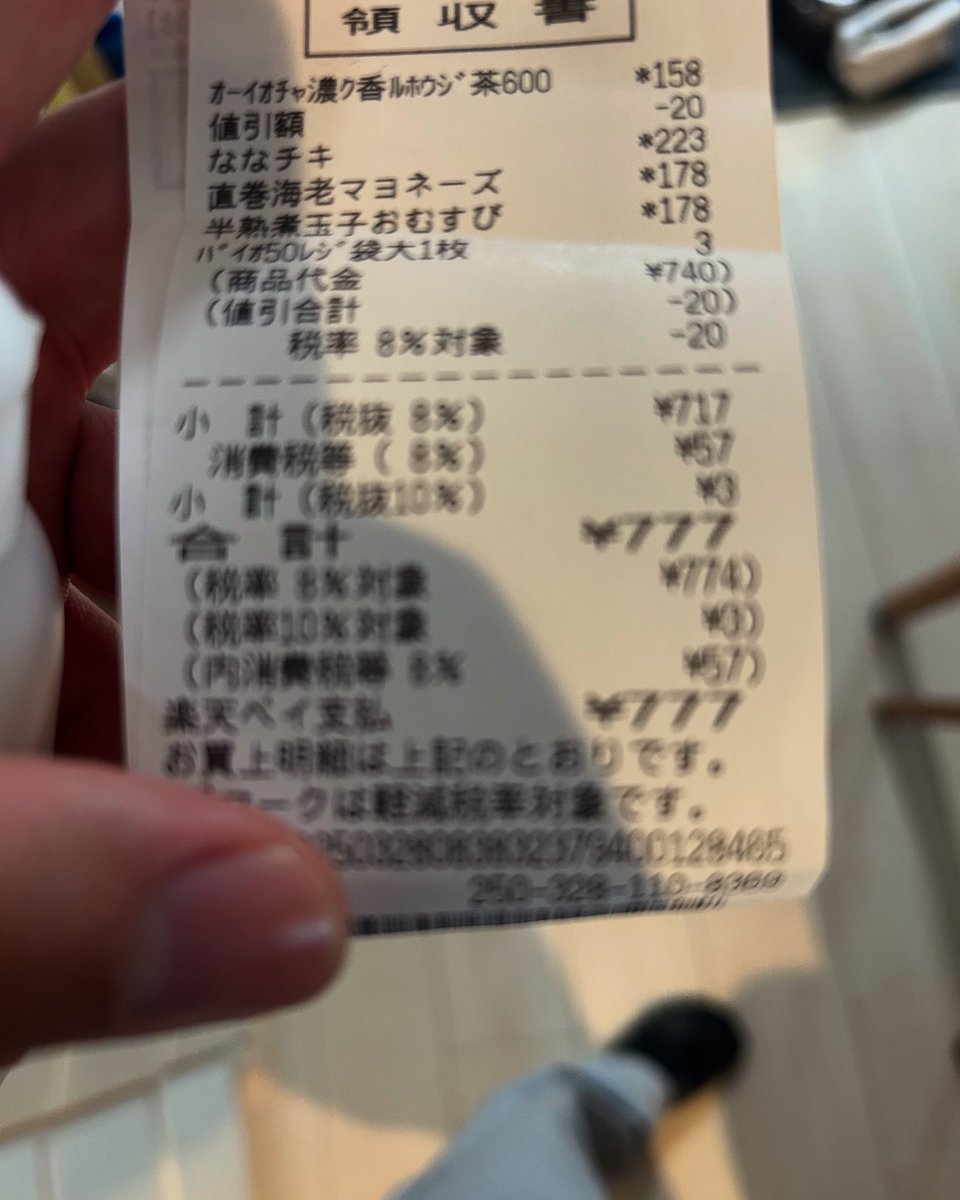 領収書
ｵｰｲｵﾁｬ濃ｸ香ﾙﾎｳｼﾞ茶600 *158
値引額 -20
ななチキ *223
直巻海老マヨネーズ *178
半熟煮玉子おむすび *178
ﾊﾞｲｵ50ﾚｼﾞ袋大1枚 3
(商品代金 ¥740)
(値引合計 -20)
税率 8%対象 -20
小 計(税抜 8%) ¥717
消費税等( 8%) ¥57
小 計(税抜10%) ¥3
合 計 ¥777
(税率 8%対象 ¥774)
(税率10%対象 ¥3)
(内消費税等 8% ¥57)
楽天ペイ支払 ¥777
お買上明細は上記のとおりです。
マークは軽減税率対象です。
250-328-110-8369